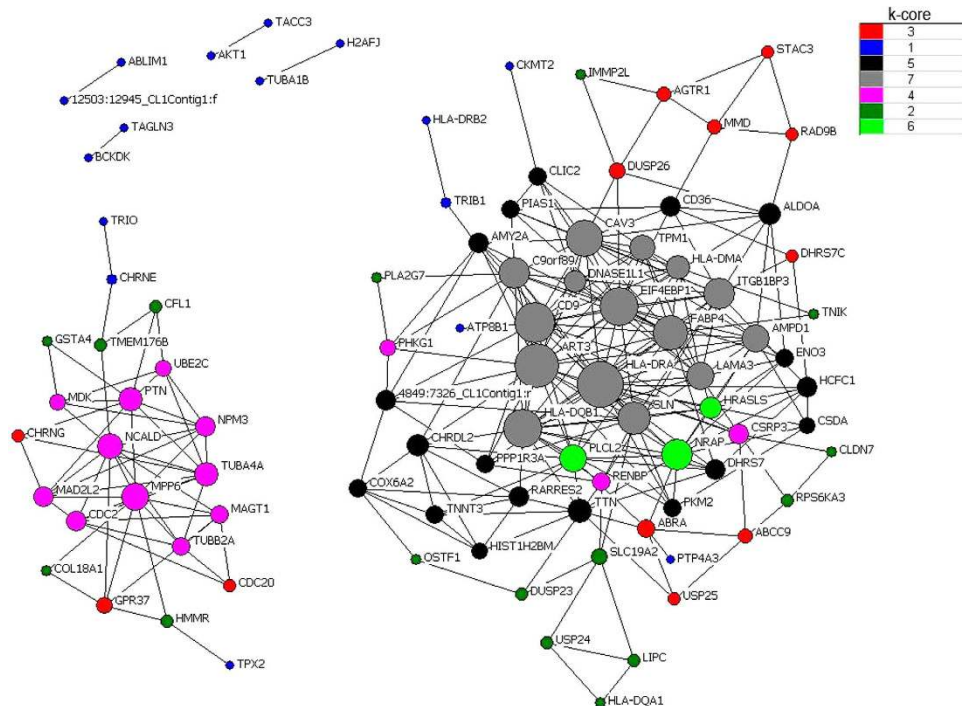 k-core
3
1
5
7
4
2
6
TACC3
AKT1
H2AFJ
TUBA1B
ABLIM1
12503:12945_CL1Contig1:f
TAGLN3
BCKDK
TRIO
CHRNE
CFL1
GSTA4
TMEM176B
UBE2C
MDK
PTN
NPM3
CHRNG
NCALD
TUBA4A
MAD2L2
MPP6
CDC2
MAGT1
TUBB2A
COL18A1
CDC20
GPR37
HMMR
TPX2
STAC3
CKMT2
IMMP2L
AGTR1
HLA-DRB2
MMD
RAD9B
DUSP26
CLIC2
TRIB1
PIAS1
CD36
ALDOA
AMY2A
CAV3
TPM1
C9orf89
HLA-DMA
DHRS7C
PLA2G7
DNASE1L1
EIF4EBP1
ITGB1BP3
CD9
TNIK
ATP8B1
FABP4
AMPD1
PHKG1
ART3
ENO3
HLA-DRA
LAMA3
HCFC1
4849:7326_CL1Contig1:r
HRASLS
HLA-DQB1
SLN
CSDA
CSRP3
CHRDL2
PLCL2
NRAP
CLDN7
PPP1R3A
DHRS7
COX6A2
RENBP
RARRES2
PKM2
RPS6KA3
TNNT3
TTN
ABRA
ABCC9
HIST1H2BM
SLC19A2
PTP4A3
OSTF1
DUSP23
USP25
USP24
LIPC
HLA-DQA1